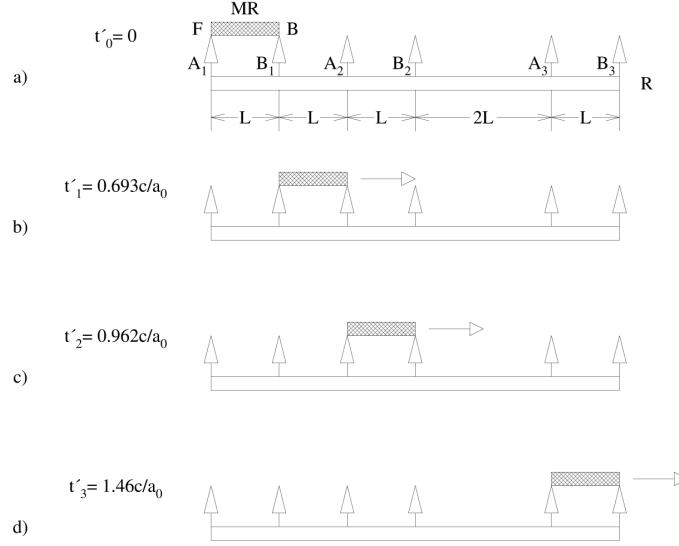 MR
t´₀= 0
F
B
A₁
B₁
A₂
B₂
A₃
B₃
a)
R
L
L
L
2L
L
t´₁= 0.693c/a₀
b)
t´₂= 0.962c/a₀
c)
t´₃= 1.46c/a₀
d)